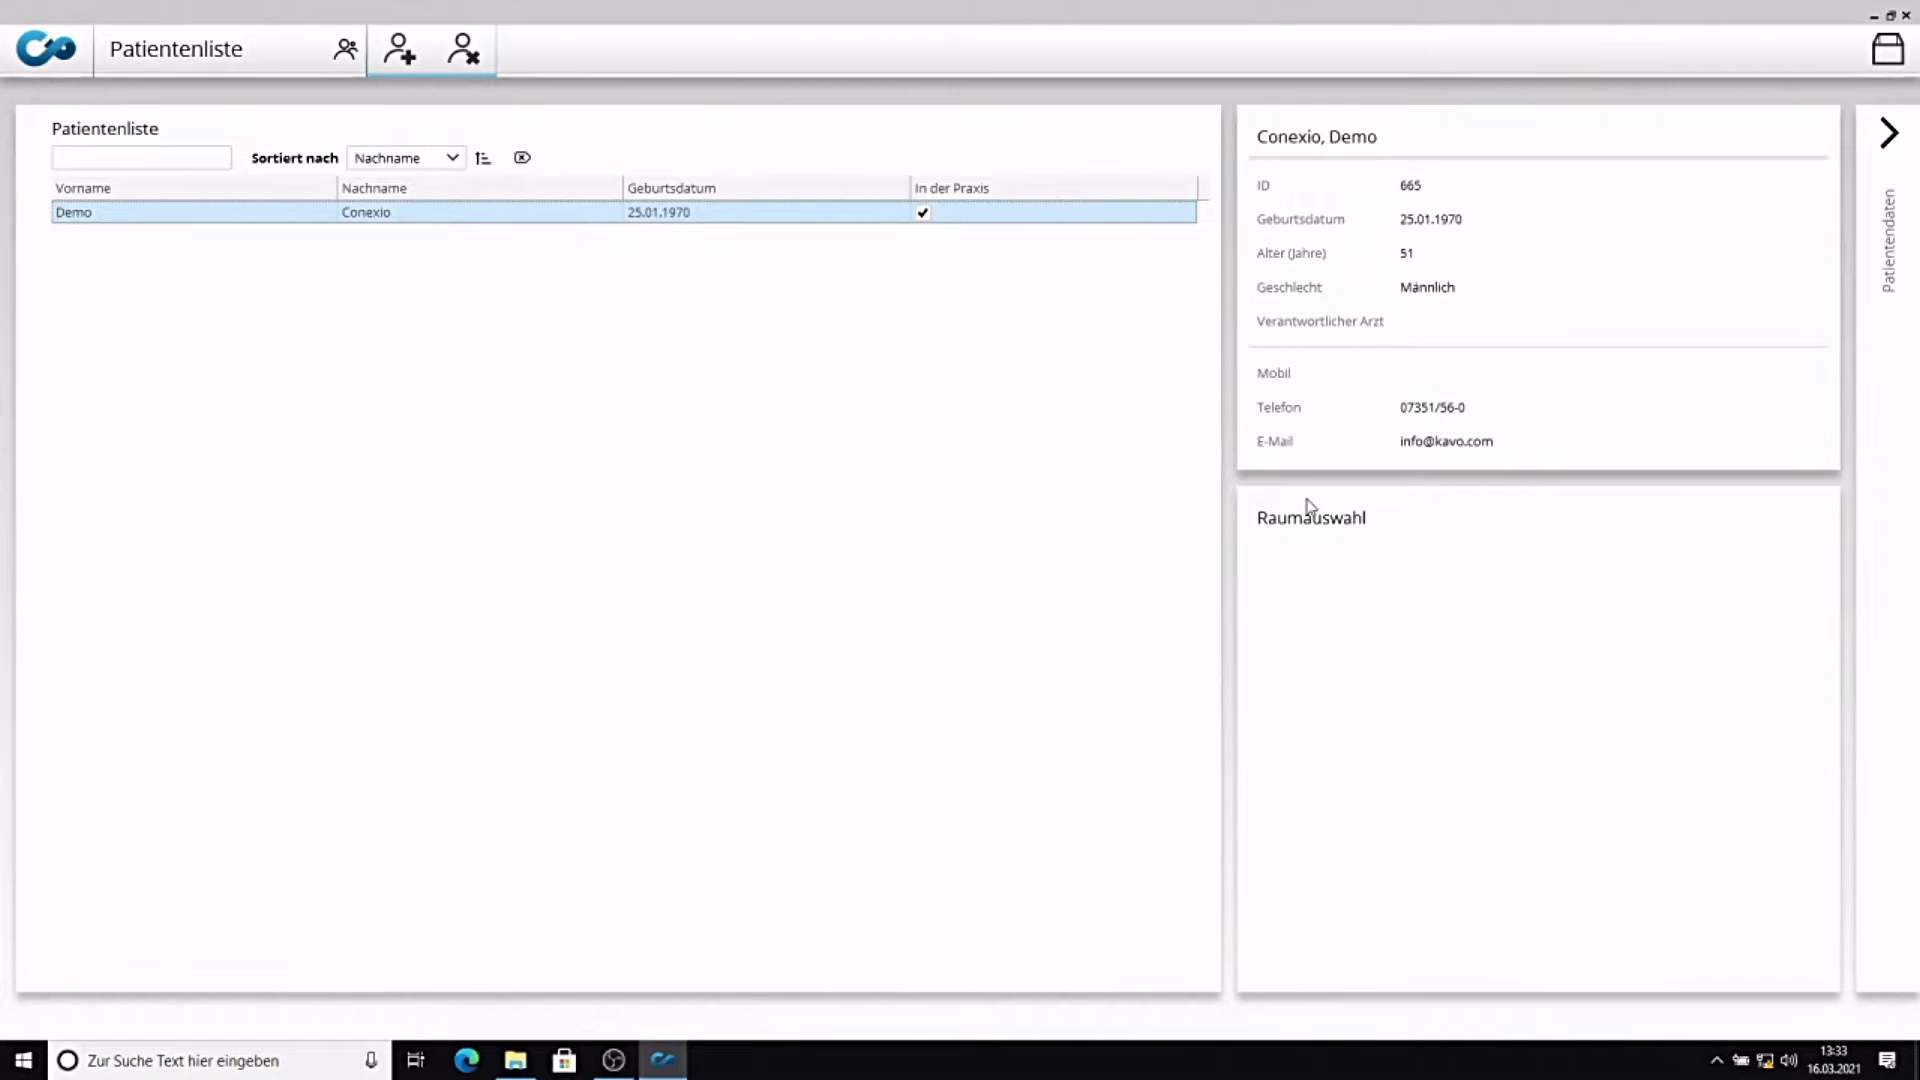 Patientenliste
Patientenliste
Sortiert nach Nachname
Vorname Nachname Geburtsdatum In der Praxis
Demo Conexio 25.01.1970
Conexio, Demo
ID 665
Geburtsdatum 25.01.1970
Alter (Jahre) 51
Geschlecht Männlich
Verantwortlicher Arzt
Mobil
Telefon 07351/56-0
E-Mail info@kavo.com
Raumauswahl
Patientendaten
Zur Suche Text hier eingeben
13:33
16.03.2021